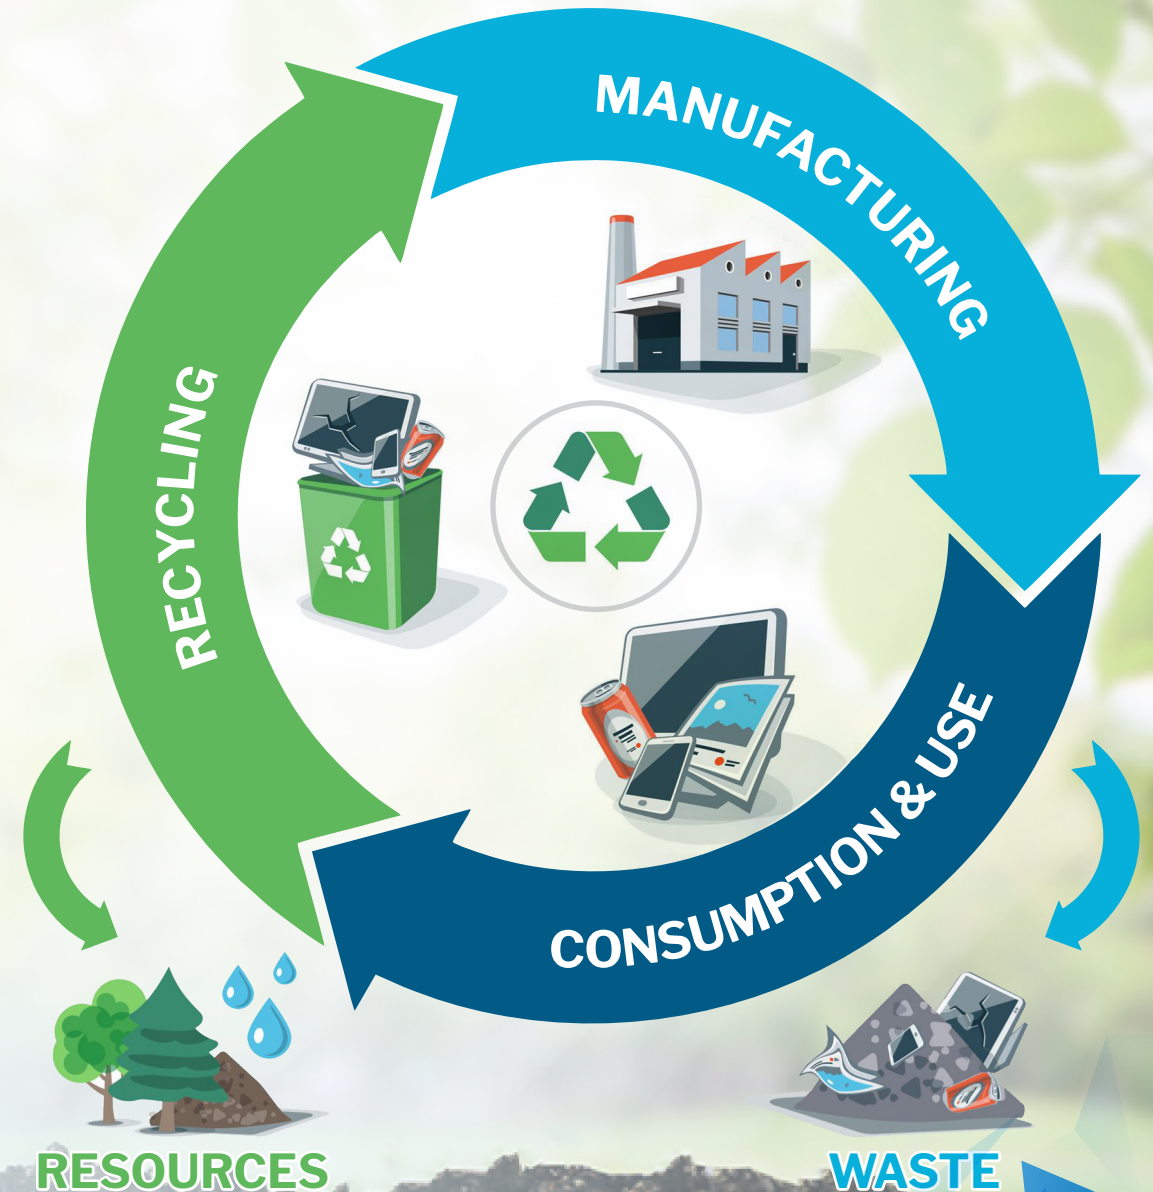 MANUFACTURING
RECYCLING
CONSUMPTION & USE
RESOURCES
WASTE